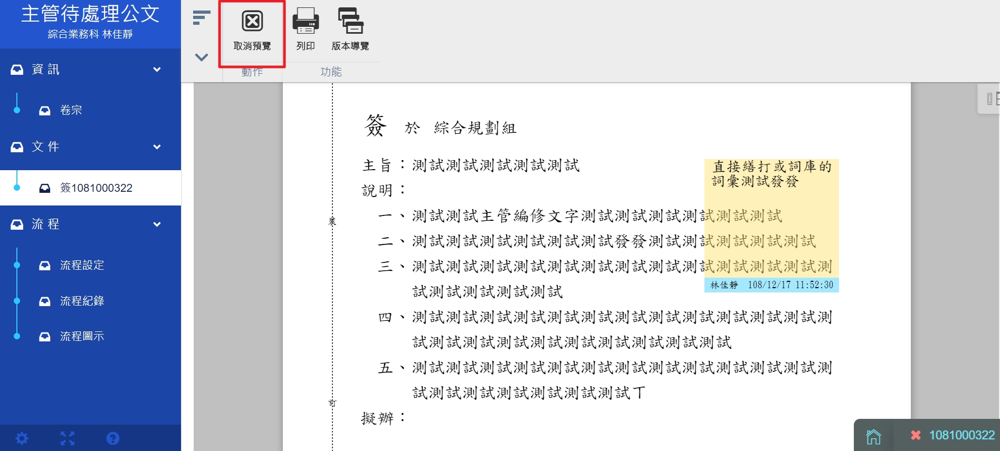 主管待處理公文
綜合業務科 林佳靜
資 訊
卷宗
文 件
簽1081000322
流 程
流程設定
流程紀錄
流程圖示
取消預覽
列印
版本導覽
動作
功能
簽 於 綜合規劃組
主旨：測試測試測試測試測試
說明：
一、測試測試主管編修文字測試測試測試測試測試測試
二、測試測試測試測試測試測試發發測試測試測試測試測試
三、測試測試測試測試測試測試測試測試測試測試測試測試測
試測試測試測試測試
四、測試測試測試測試測試測試測試測試測試測試測試測試測
試測試測試測試測試測試測試測試測試測試
五、測試測試測試測試測試測試測試測試測試測試測試測試測
試測試測試測試測試測試測試ㄒ
擬辦：
直接繕打或詞庫的
詞彙測試發發
林佳靜 108/12/17 11:52:30
裝
訂
1081000322